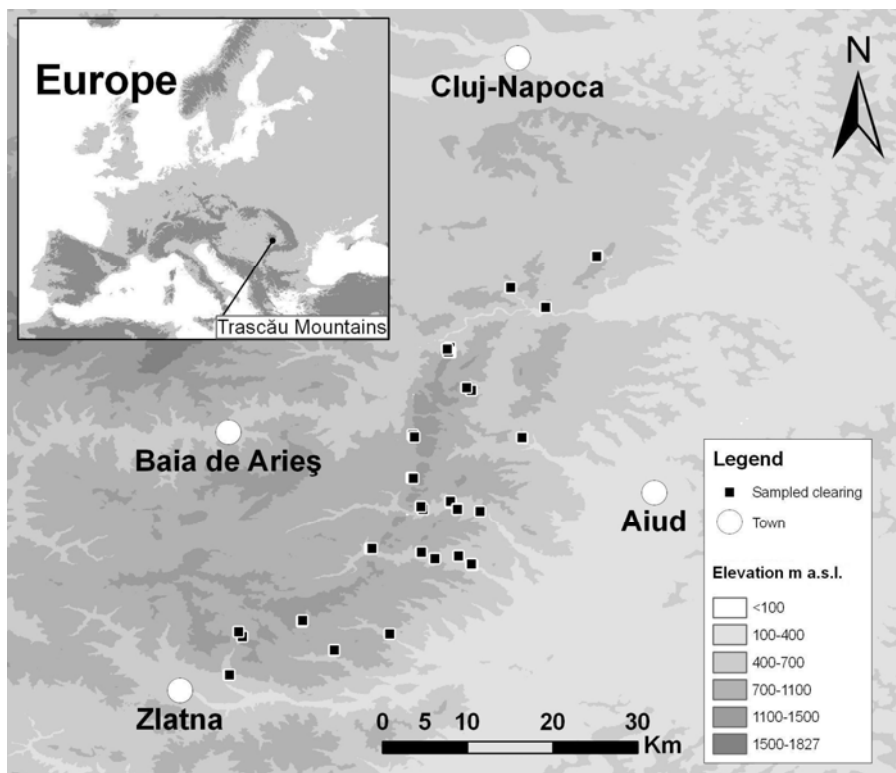 Europe
Trascău Mountains
Cluj-Napoca
N
Baia de Arieş
Aiud
Zlatna
0 5 10 20 30
Km
Legend
Sampled clearing
Town
Elevation m a.s.l.
<100
100-400
400-700
700-1100
1100-1500
1500-1827